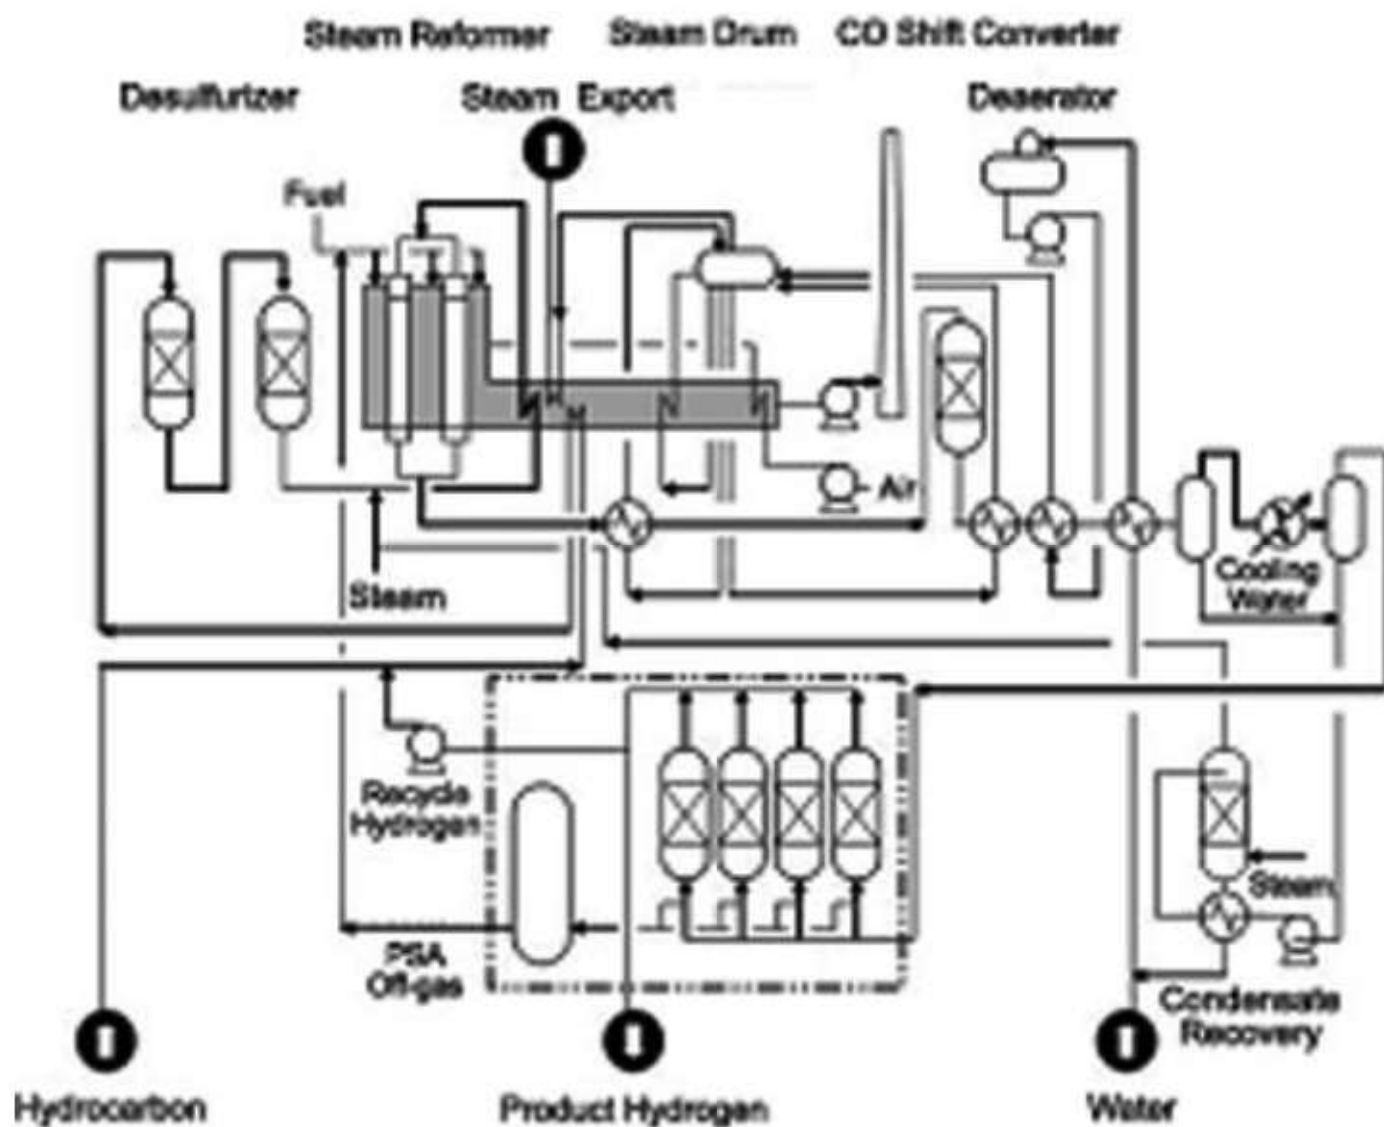 Steam Reformer
Steam Drum
CO Shift Converter
Desulfurizer
Steam Export
Deaerator
Fuel
Air
Cooling
Water
Steam
Recycle
Hydrogen
Steam
PSA
Off-gas
Condensate
Recovery
Hydrocarbon
Product Hydrogen
Water